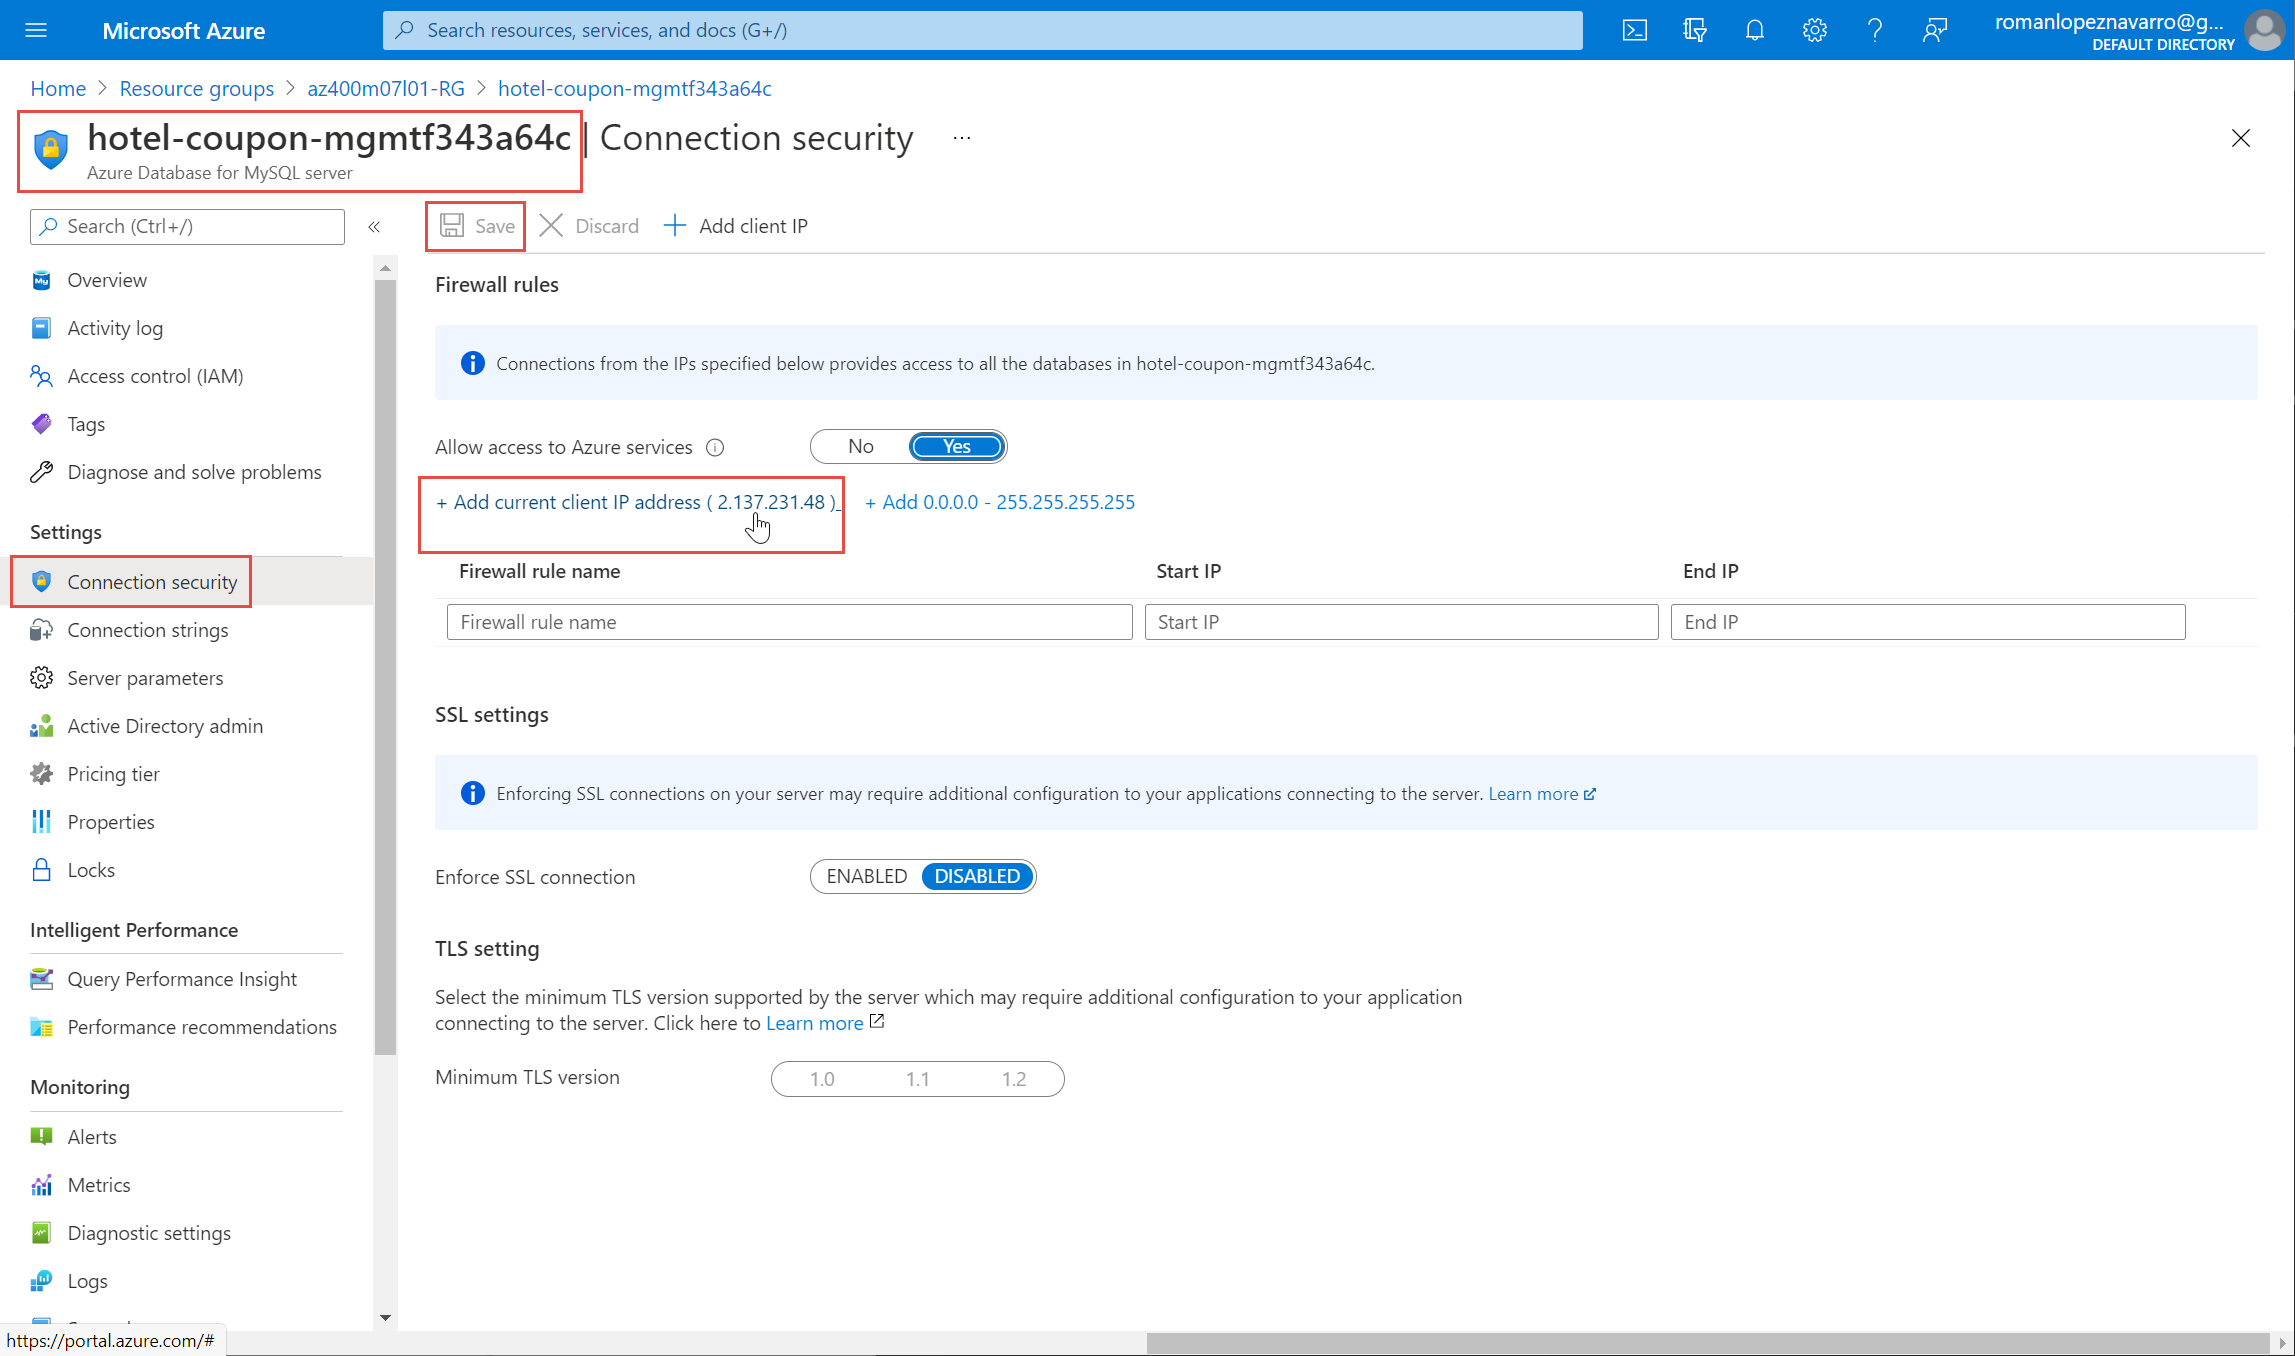 Microsoft Azure
Search resources, services, and docs (G+/)
romanlopeznavarro@g...
DEFAULT DIRECTORY
Home > Resource groups > az400m07l01-RG > hotel-coupon-mgmtf343a64c
hotel-coupon-mgmtf343a64c | Connection security ...
Azure Database for MySQL server
Search (Ctrl+/)
«
Save
Discard
+ Add client IP
Overview
Activity log
Access control (IAM)
Tags
Diagnose and solve problems
Settings
Connection security
Connection strings
Server parameters
Active Directory admin
Pricing tier
Properties
Locks
Intelligent Performance
Query Performance Insight
Performance recommendations
Monitoring
Alerts
Metrics
Diagnostic settings
Logs
https://portal.azure.com/#
Firewall rules
Connections from the IPs specified below provides access to all the databases in hotel-coupon-mgmtf343a64c.
Allow access to Azure services
No Yes
+ Add current client IP address ( 2.137.231.48 )
+ Add 0.0.0.0 - 255.255.255.255
Firewall rule name Start IP End IP
Firewall rule name Start IP End IP
SSL settings
Enforcing SSL connections on your server may require additional configuration to your applications connecting to the server. Learn more
Enforce SSL connection
ENABLED DISABLED
TLS setting
Select the minimum TLS version supported by the server which may require additional configuration to your application
connecting to the server. Click here to Learn more
Minimum TLS version
1.0 1.1 1.2